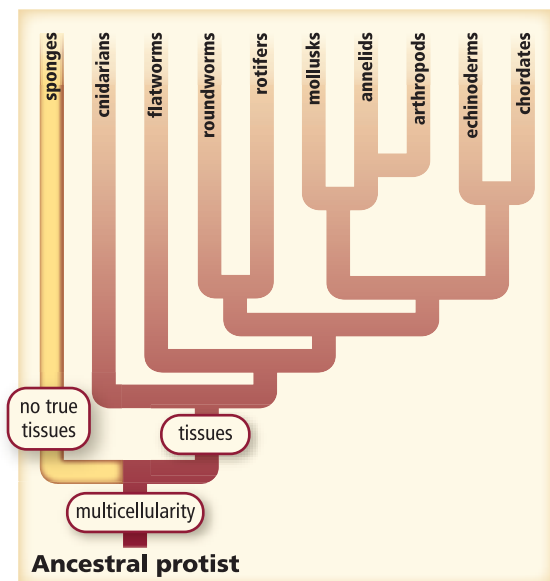 sponges
cnidarians
flatworms
roundworms
rotifers
mollusks
annelids
arthropods
echinoderms
chordates
no true
tissues
tissues
multicellularity
Ancestral protist